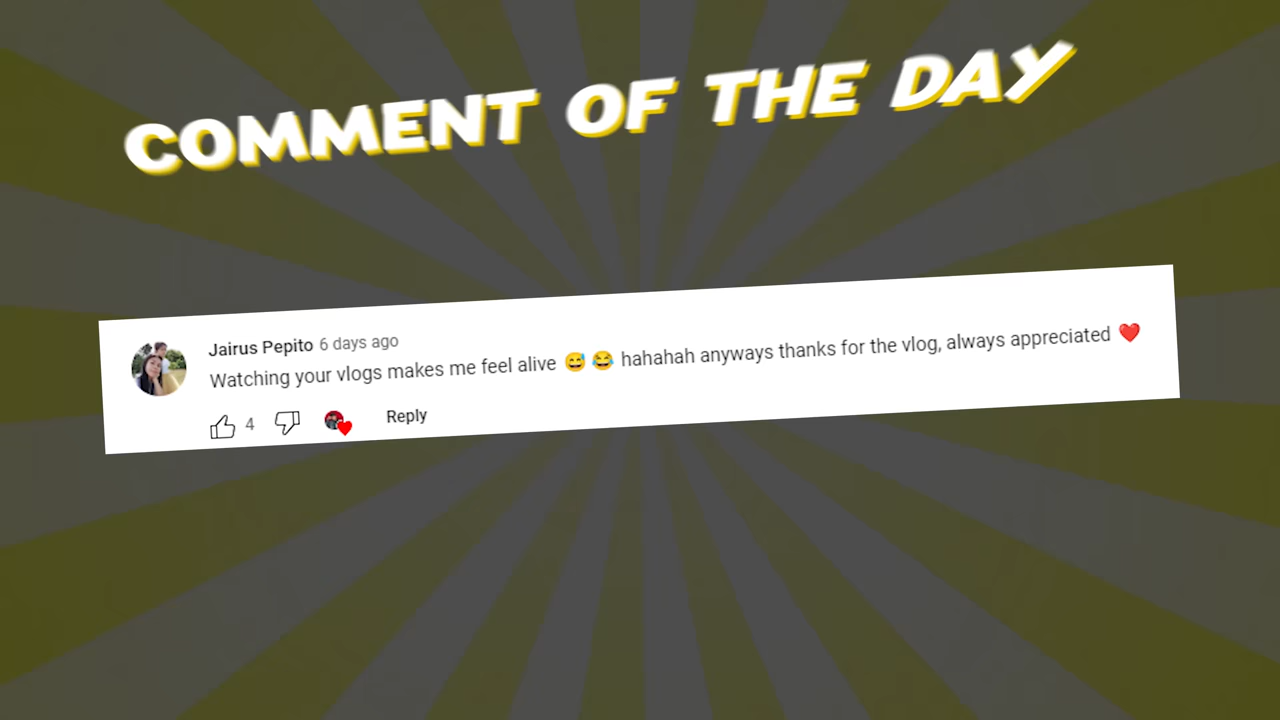 COMMENT OF THE DAY
Jairus Pepito 6 days ago
Watching your vlogs makes me feel alive 😅 😂 hahahah anyways thanks for the vlog, always appreciated ❤️
4 Reply